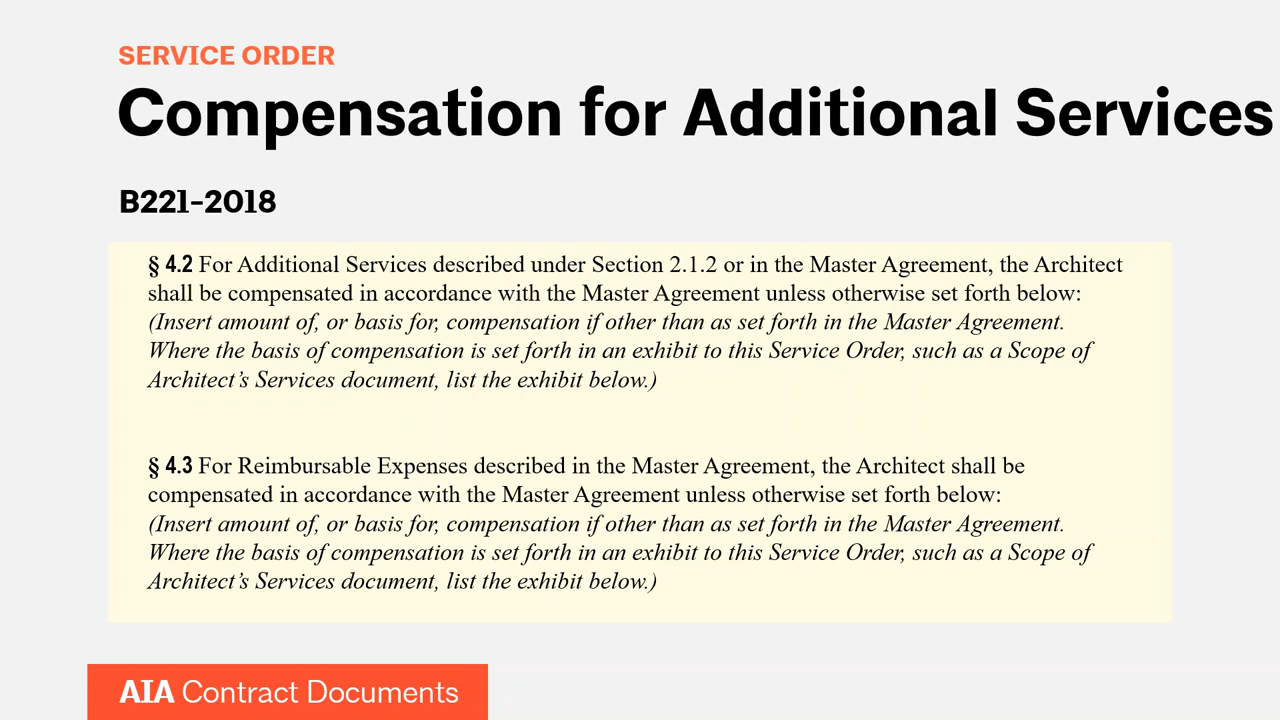 SERVICE ORDER
Compensation for Additional Services
B221-2018
§ 4.2 For Additional Services described under Section 2.1.2 or in the Master Agreement, the Architect
shall be compensated in accordance with the Master Agreement unless otherwise set forth below:
(Insert amount of, or basis for, compensation if other than as set forth in the Master Agreement.
Where the basis of compensation is set forth in an exhibit to this Service Order, such as a Scope of
Architect’s Services document, list the exhibit below.)
§ 4.3 For Reimbursable Expenses described in the Master Agreement, the Architect shall be
compensated in accordance with the Master Agreement unless otherwise set forth below:
(Insert amount of, or basis for, compensation if other than as set forth in the Master Agreement.
Where the basis of compensation is set forth in an exhibit to this Service Order, such as a Scope of
Architect’s Services document, list the exhibit below.)
AIA Contract Documents